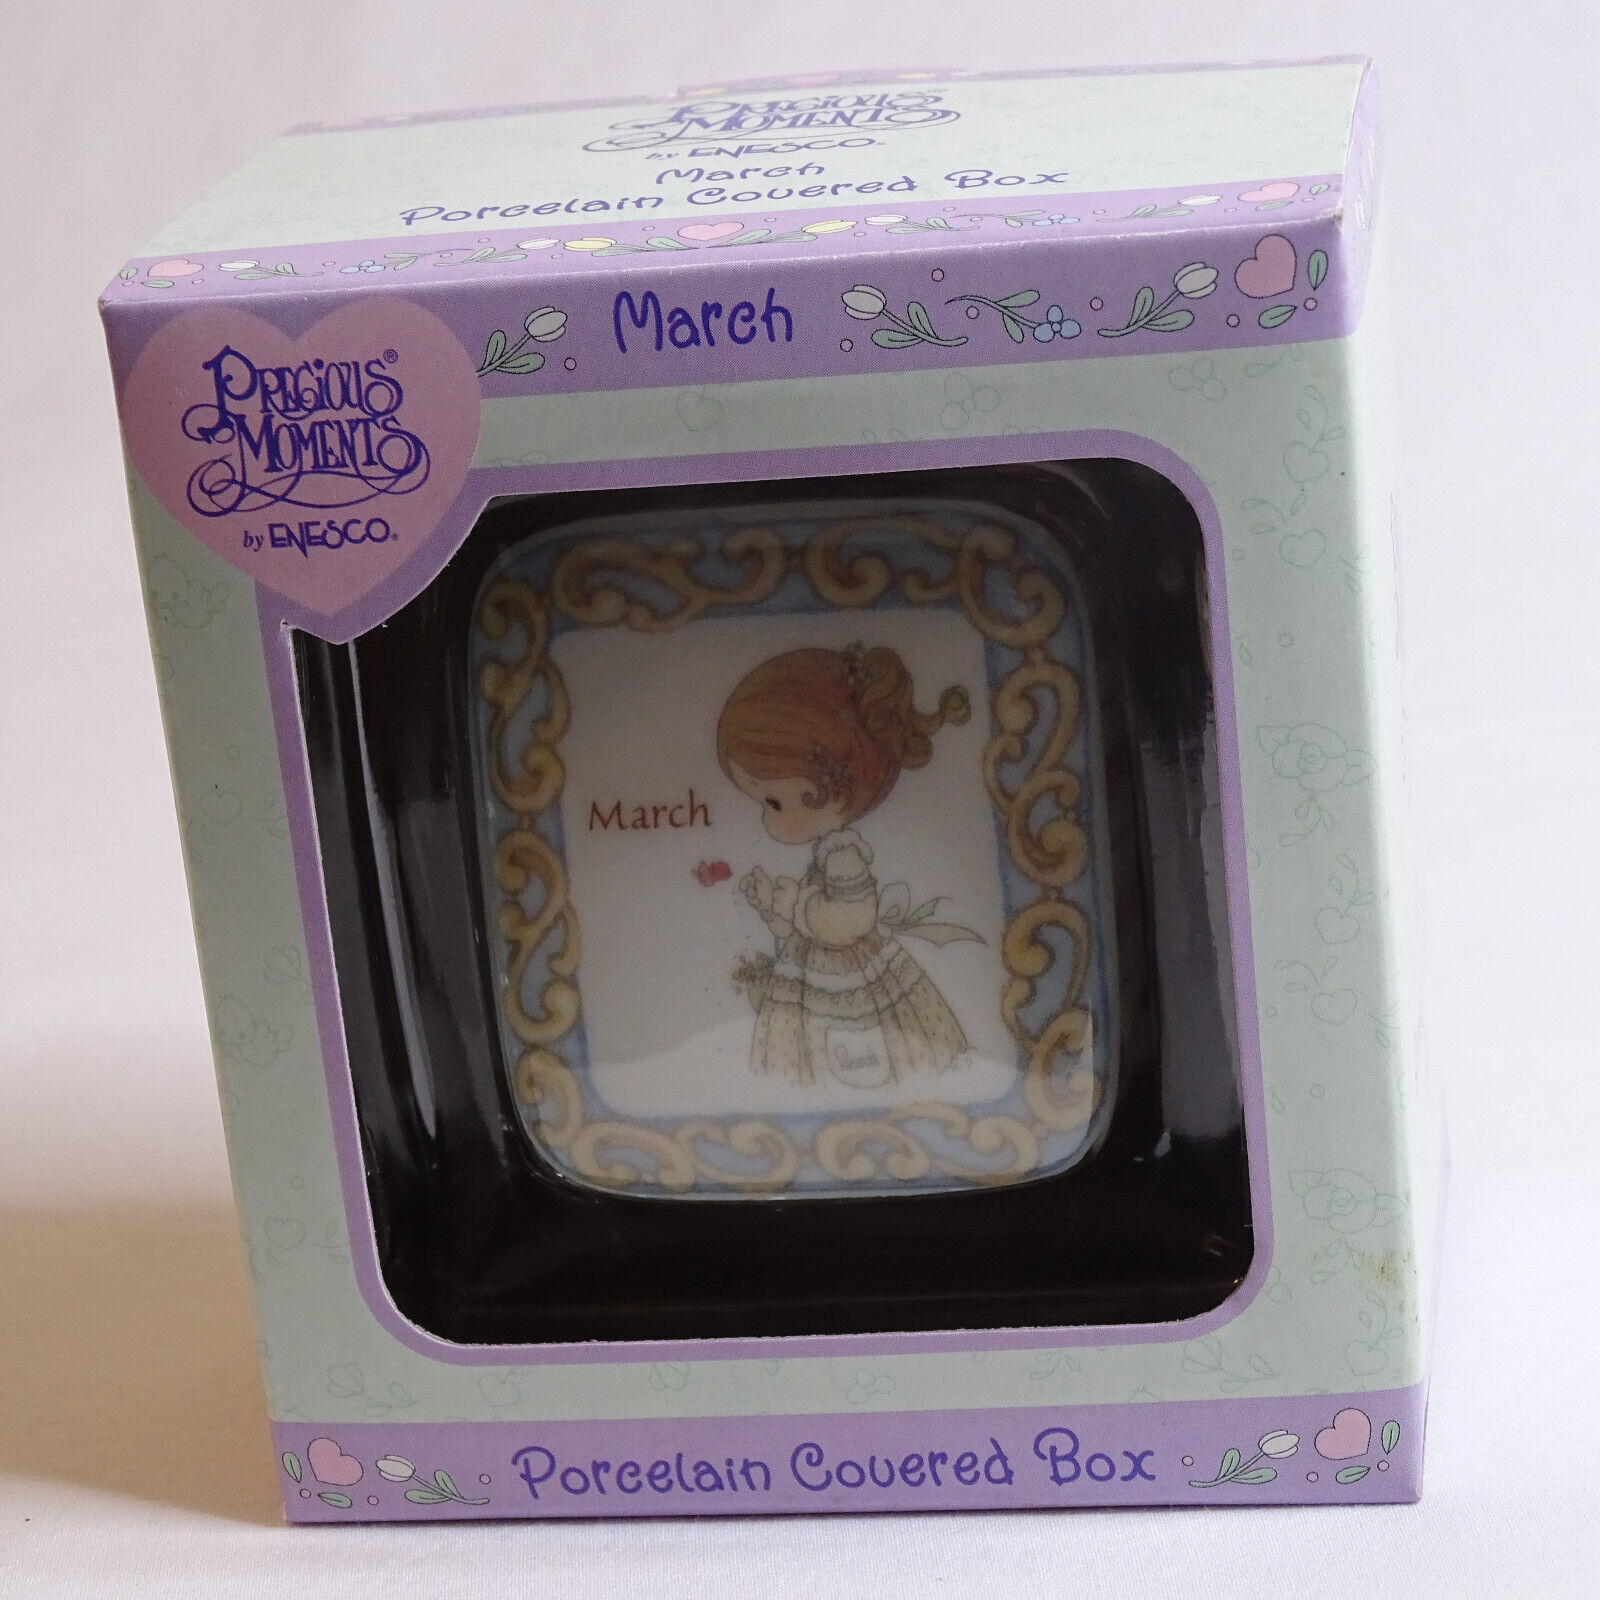 PRECIOUS
MOMENTS
by ENESCO
March
Porcelain Covered Box
March
PRECIOUS®
MOMENTS
by ENESCO®
March
Porcelain Covered Box